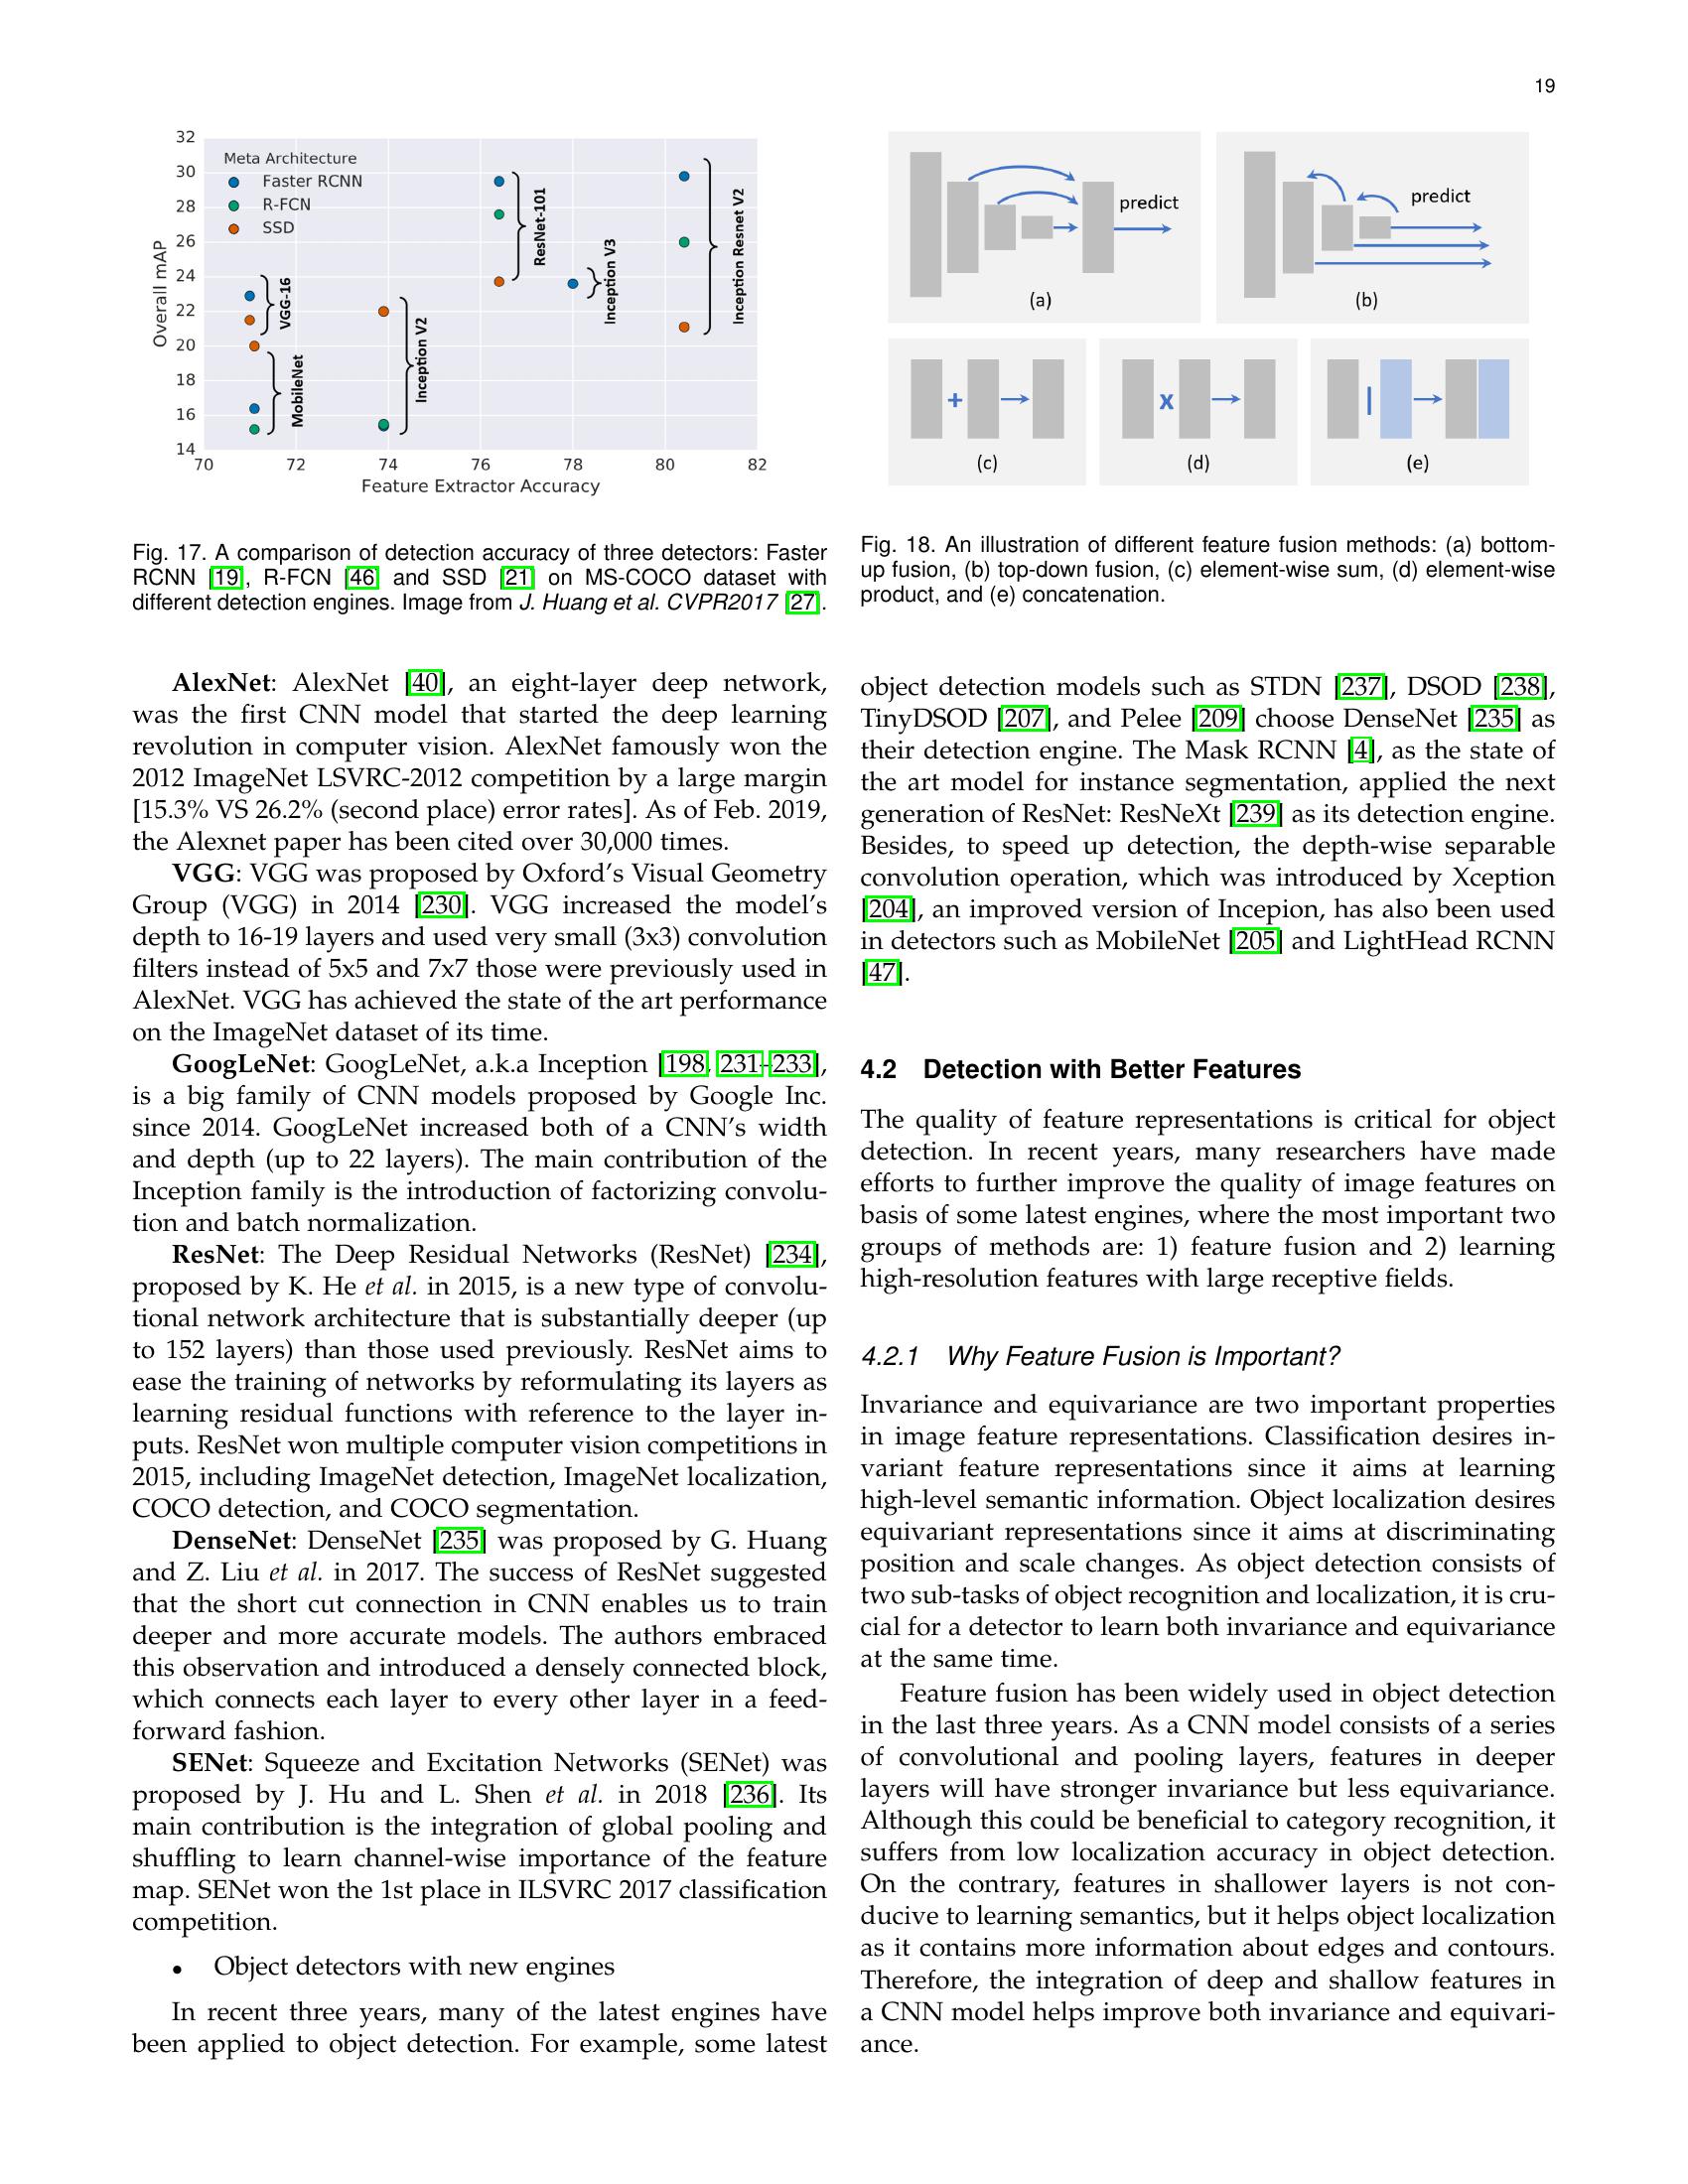 19
32
30
28
26
24
22
20
18
16
14
Overall mAP
Meta Architecture
Faster RCNN
R-FCN
SSD
VGG-16
MobileNet
Inception V2
ResNet-101
Inception V3
Inception Resnet V2
70 72 74 76 78 80 82
Feature Extractor Accuracy
Fig. 17. A comparison of detection accuracy of three detectors: Faster
RCNN [19], R-FCN [46] and SSD [21] on MS-COCO dataset with
different detection engines. Image from J. Huang et al. CVPR2017 [27].
AlexNet: AlexNet [40], an eight-layer deep network,
was the first CNN model that started the deep learning
revolution in computer vision. AlexNet famously won the
2012 ImageNet LSVRC-2012 competition by a large margin
[15.3% VS 26.2% (second place) error rates]. As of Feb. 2019,
the Alexnet paper has been cited over 30,000 times.
VGG: VGG was proposed by Oxford's Visual Geometry
Group (VGG) in 2014 [230]. VGG increased the model's
depth to 16-19 layers and used very small (3x3) convolution
filters instead of 5x5 and 7x7 those were previously used in
AlexNet. VGG has achieved the state of the art performance
on the ImageNet dataset of its time.
GoogLeNet: GoogLeNet, a.k.a Inception [198, 231–233],
is a big family of CNN models proposed by Google Inc.
since 2014. GoogLeNet increased both of a CNN's width
and depth (up to 22 layers). The main contribution of the
Inception family is the introduction of factorizing convolu-
tion and batch normalization.
ResNet: The Deep Residual Networks (ResNet) [234],
proposed by K. He et al. in 2015, is a new type of convolu-
tional network architecture that is substantially deeper (up
to 152 layers) than those used previously. ResNet aims to
ease the training of networks by reformulating its layers as
learning residual functions with reference to the layer in-
puts. ResNet won multiple computer vision competitions in
2015, including ImageNet detection, ImageNet localization,
COCO detection, and COCO segmentation.
DenseNet: DenseNet [235] was proposed by G. Huang
and Z. Liu et al. in 2017. The success of ResNet suggested
that the short cut connection in CNN enables us to train
deeper and more accurate models. The authors embraced
this observation and introduced a densely connected block,
which connects each layer to every other layer in a feed-
forward fashion.
SENet: Squeeze and Excitation Networks (SENet) was
proposed by J. Hu and L. Shen et al. in 2018 [236]. Its
main contribution is the integration of global pooling and
shuffling to learn channel-wise importance of the feature
map. SENet won the 1st place in ILSVRC 2017 classification
competition.
• Object detectors with new engines
In recent three years, many of the latest engines have
been applied to object detection. For example, some latest
predict
(a)
predict
(b)
+
(c)
x
(d)
|
(e)
Fig. 18. An illustration of different feature fusion methods: (a) bottom-
up fusion, (b) top-down fusion, (c) element-wise sum, (d) element-wise
product, and (e) concatenation.
object detection models such as STDN [237], DSOD [238],
TinyDSOD [207], and Pelee [209] choose DenseNet [235] as
their detection engine. The Mask RCNN [4], as the state of
the art model for instance segmentation, applied the next
generation of ResNet: ResNeXt [239] as its detection engine.
Besides, to speed up detection, the depth-wise separable
convolution operation, which was introduced by Xception
[204], an improved version of Incepion, has also been used
in detectors such as MobileNet [205] and LightHead RCNN
[47].
4.2 Detection with Better Features
The quality of feature representations is critical for object
detection. In recent years, many researchers have made
efforts to further improve the quality of image features on
basis of some latest engines, where the most important two
groups of methods are: 1) feature fusion and 2) learning
high-resolution features with large receptive fields.
4.2.1 Why Feature Fusion is Important?
Invariance and equivariance are two important properties
in image feature representations. Classification desires in-
variant feature representations since it aims at learning
high-level semantic information. Object localization desires
equivariant representations since it aims at discriminating
position and scale changes. As object detection consists of
two sub-tasks of object recognition and localization, it is cru-
cial for a detector to learn both invariance and equivariance
at the same time.
Feature fusion has been widely used in object detection
in the last three years. As a CNN model consists of a series
of convolutional and pooling layers, features in deeper
layers will have stronger invariance but less equivariance.
Although this could be beneficial to category recognition, it
suffers from low localization accuracy in object detection.
On the contrary, features in shallower layers is not con-
ducive to learning semantics, but it helps object localization
as it contains more information about edges and contours.
Therefore, the integration of deep and shallow features in
a CNN model helps improve both invariance and equivari-
ance.